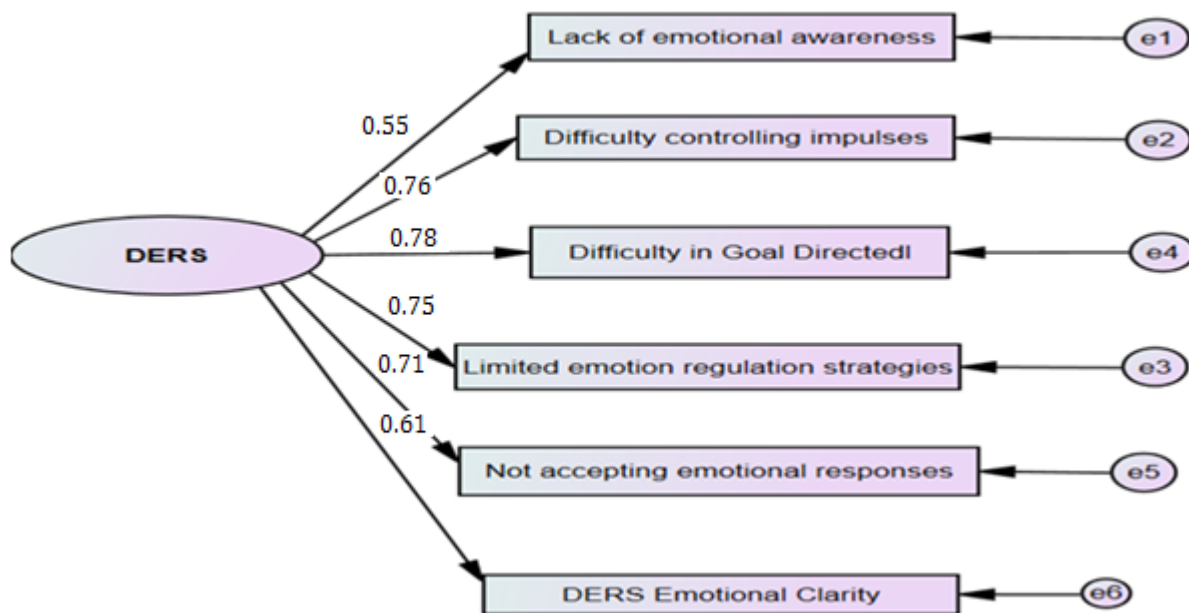 Lack of emotional awareness
e1
0.55
Difficulty controlling impulses
e2
0.76
DERS
0.78
Difficulty in Goal Directedl
e4
0.75
Limited emotion regulation strategies
e3
0.71
Not accepting emotional responses
e5
0.61
DERS Emotional Clarity
e6